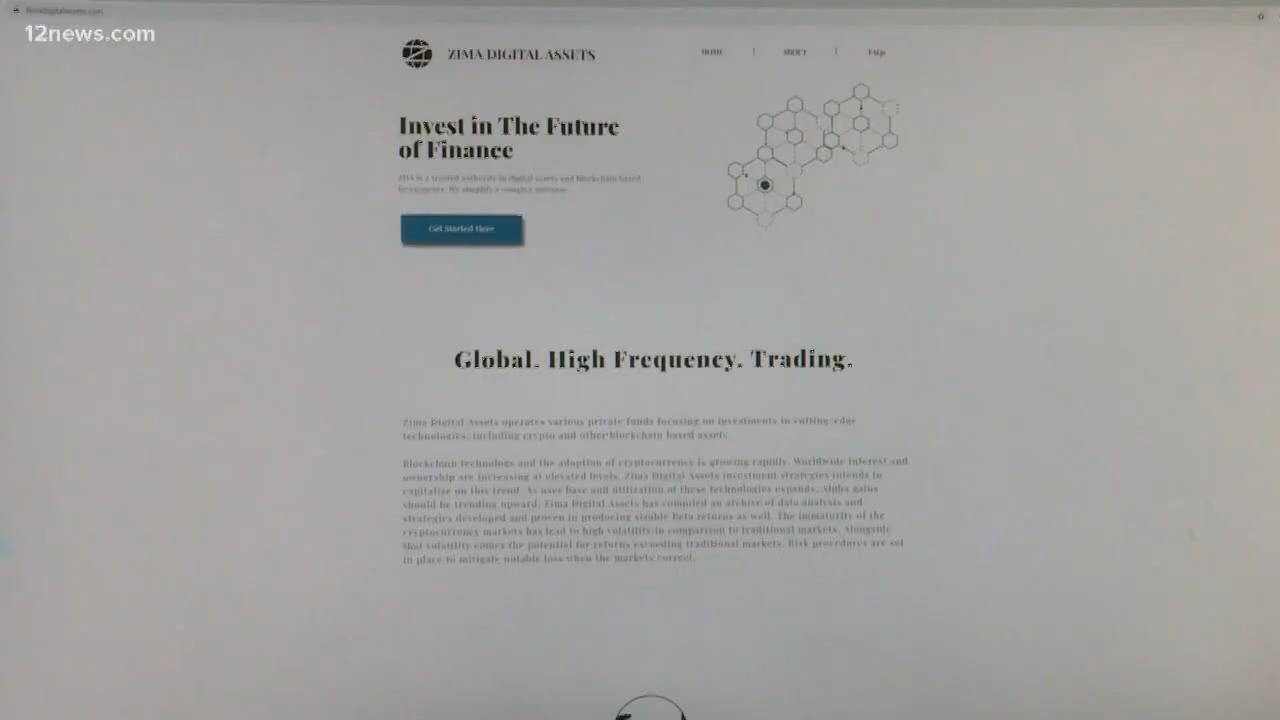 zimadigitalassets.com
12news.com
ZIMA DIGITAL ASSETS
HOME | ABOUT | FAQs
Invest in The Future
of Finance
ZDA is a trusted authority in digital assets and blockchain based
investments. We simplify a complex universe.
Get Started Here
Global. High Frequency. Trading.
Zima Digital Assets operates various private funds focusing on investments in cutting-edge
technologies, including crypto and other blockchain based assets.
Blockchain technology and the adoption of cryptocurrency is growing rapidly. Worldwide interest and
ownership are increasing at elevated levels. Zima Digital Assets investment strategies intends to
capitalize on this trend. As user base and utilization of these technologies expands, Alpha gains
should be trending upward. Zima Digital Assets has compiled an archive of data analysis and
strategies developed and proven in producing sizable Beta returns as well. The immaturity of the
cryptocurrency markets has lead to high volatility in comparison to traditional markets. Alongside
that volatility comes the potential for returns exceeding traditional markets. Risk procedures are set
in place to mitigate notable loss when the markets correct.